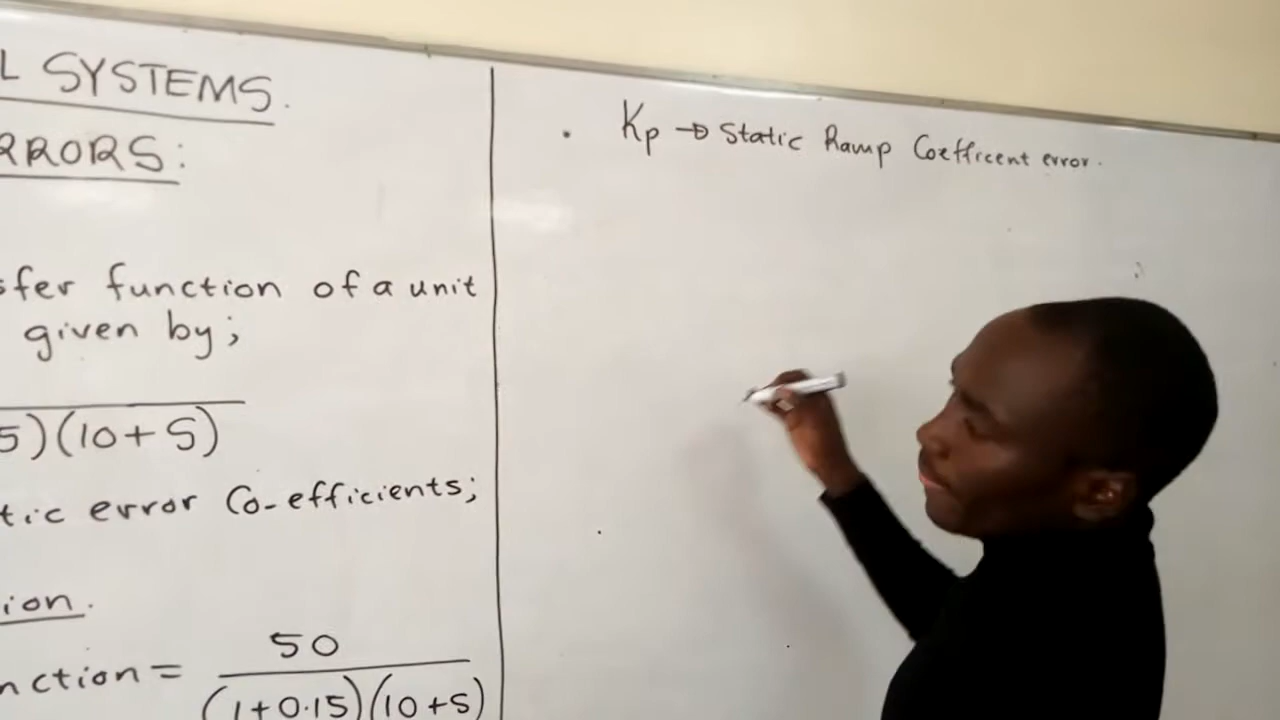 L SYSTEMS.
RRORS:
sfer function of a unit
given by;
5)(10+S)
tic error Co-efficients;
ion.
nction = 50
(1+0.1S)(10+S)
. Kp → Static Ramp Coefficent error.